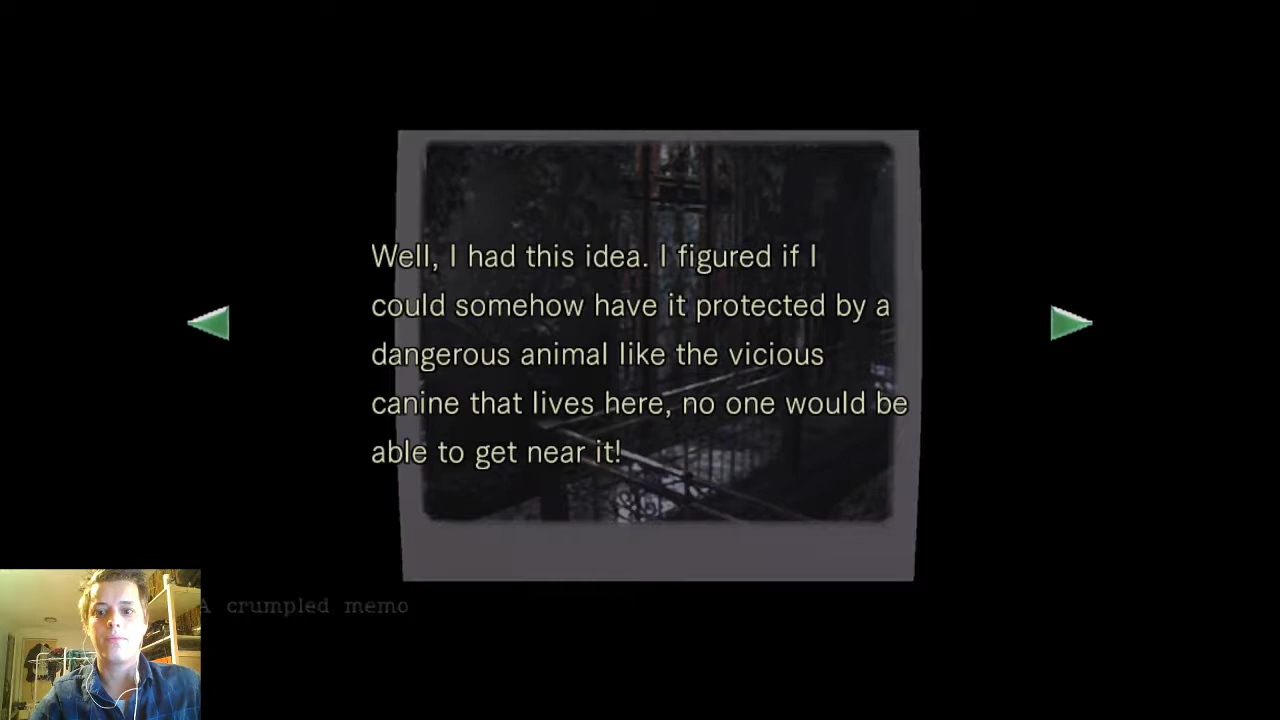 Well, I had this idea. I figured if I
could somehow have it protected by a
dangerous animal like the vicious
canine that lives here, no one would be
able to get near it!
A crumpled memo